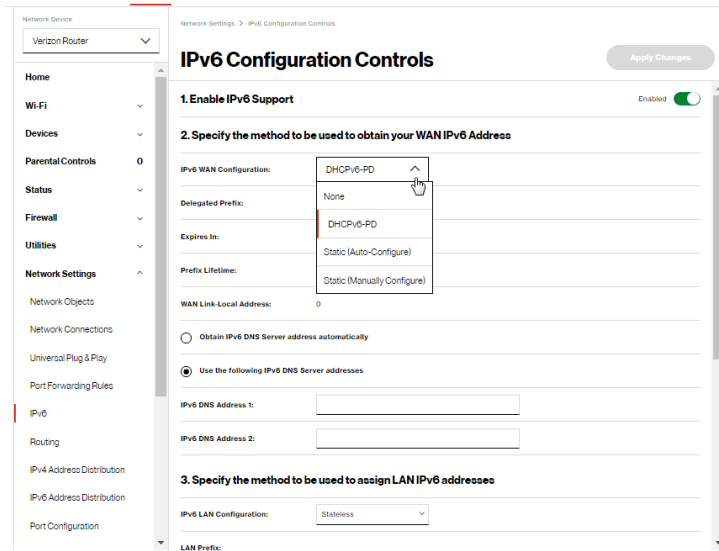 Network Device
Verizon Router
Home
Wi-Fi
Devices
Parental Controls 0
Status
Firewall
Utilities
Network Settings
Network Objects
Network Connections
Universal Plug & Play
Port Forwarding Rules
IPv6
Routing
IPv4 Address Distribution
IPv6 Address Distribution
Port Configuration
Network Settings > IPv6 Configuration Controls
IPv6 Configuration Controls
Apply Changes
1. Enable IPv6 Support
Enabled
2. Specify the method to be used to obtain your WAN IPv6 Address
IPv6 WAN Configuration:
DHCPv6-PD
None
DHCPv6-PD
Static (Auto-Configure)
Static (Manually Configure)
Delegated Prefix:
Expires In:
Prefix Lifetime:
WAN Link-Local Address: 0
Obtain IPv6 DNS Server address automatically
Use the following IPv6 DNS Server addresses
IPv6 DNS Address 1:
IPv6 DNS Address 2:
3. Specify the method to be used to assign LAN IPv6 addresses
IPv6 LAN Configuration: Stateless
LAN Prefix: